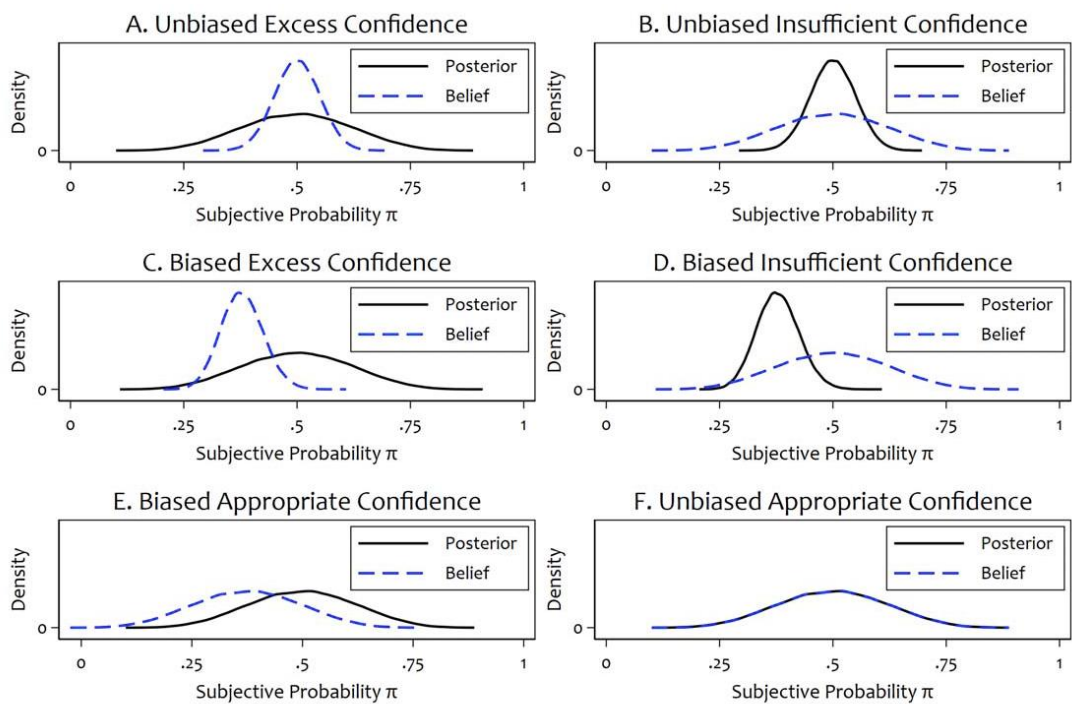 A. Unbiased Excess Confidence
Density
0
Posterior
Belief
0 .25 .5 .75 1
Subjective Probability π
B. Unbiased Insufficient Confidence
Density
0
Posterior
Belief
0 .25 .5 .75 1
Subjective Probability π
C. Biased Excess Confidence
Density
0
Posterior
Belief
0 .25 .5 .75 1
Subjective Probability π
D. Biased Insufficient Confidence
Density
0
Posterior
Belief
0 .25 .5 .75 1
Subjective Probability π
E. Biased Appropriate Confidence
Density
0
Posterior
Belief
0 .25 .5 .75 1
Subjective Probability π
F. Unbiased Appropriate Confidence
Density
0
Posterior
Belief
0 .25 .5 .75 1
Subjective Probability π